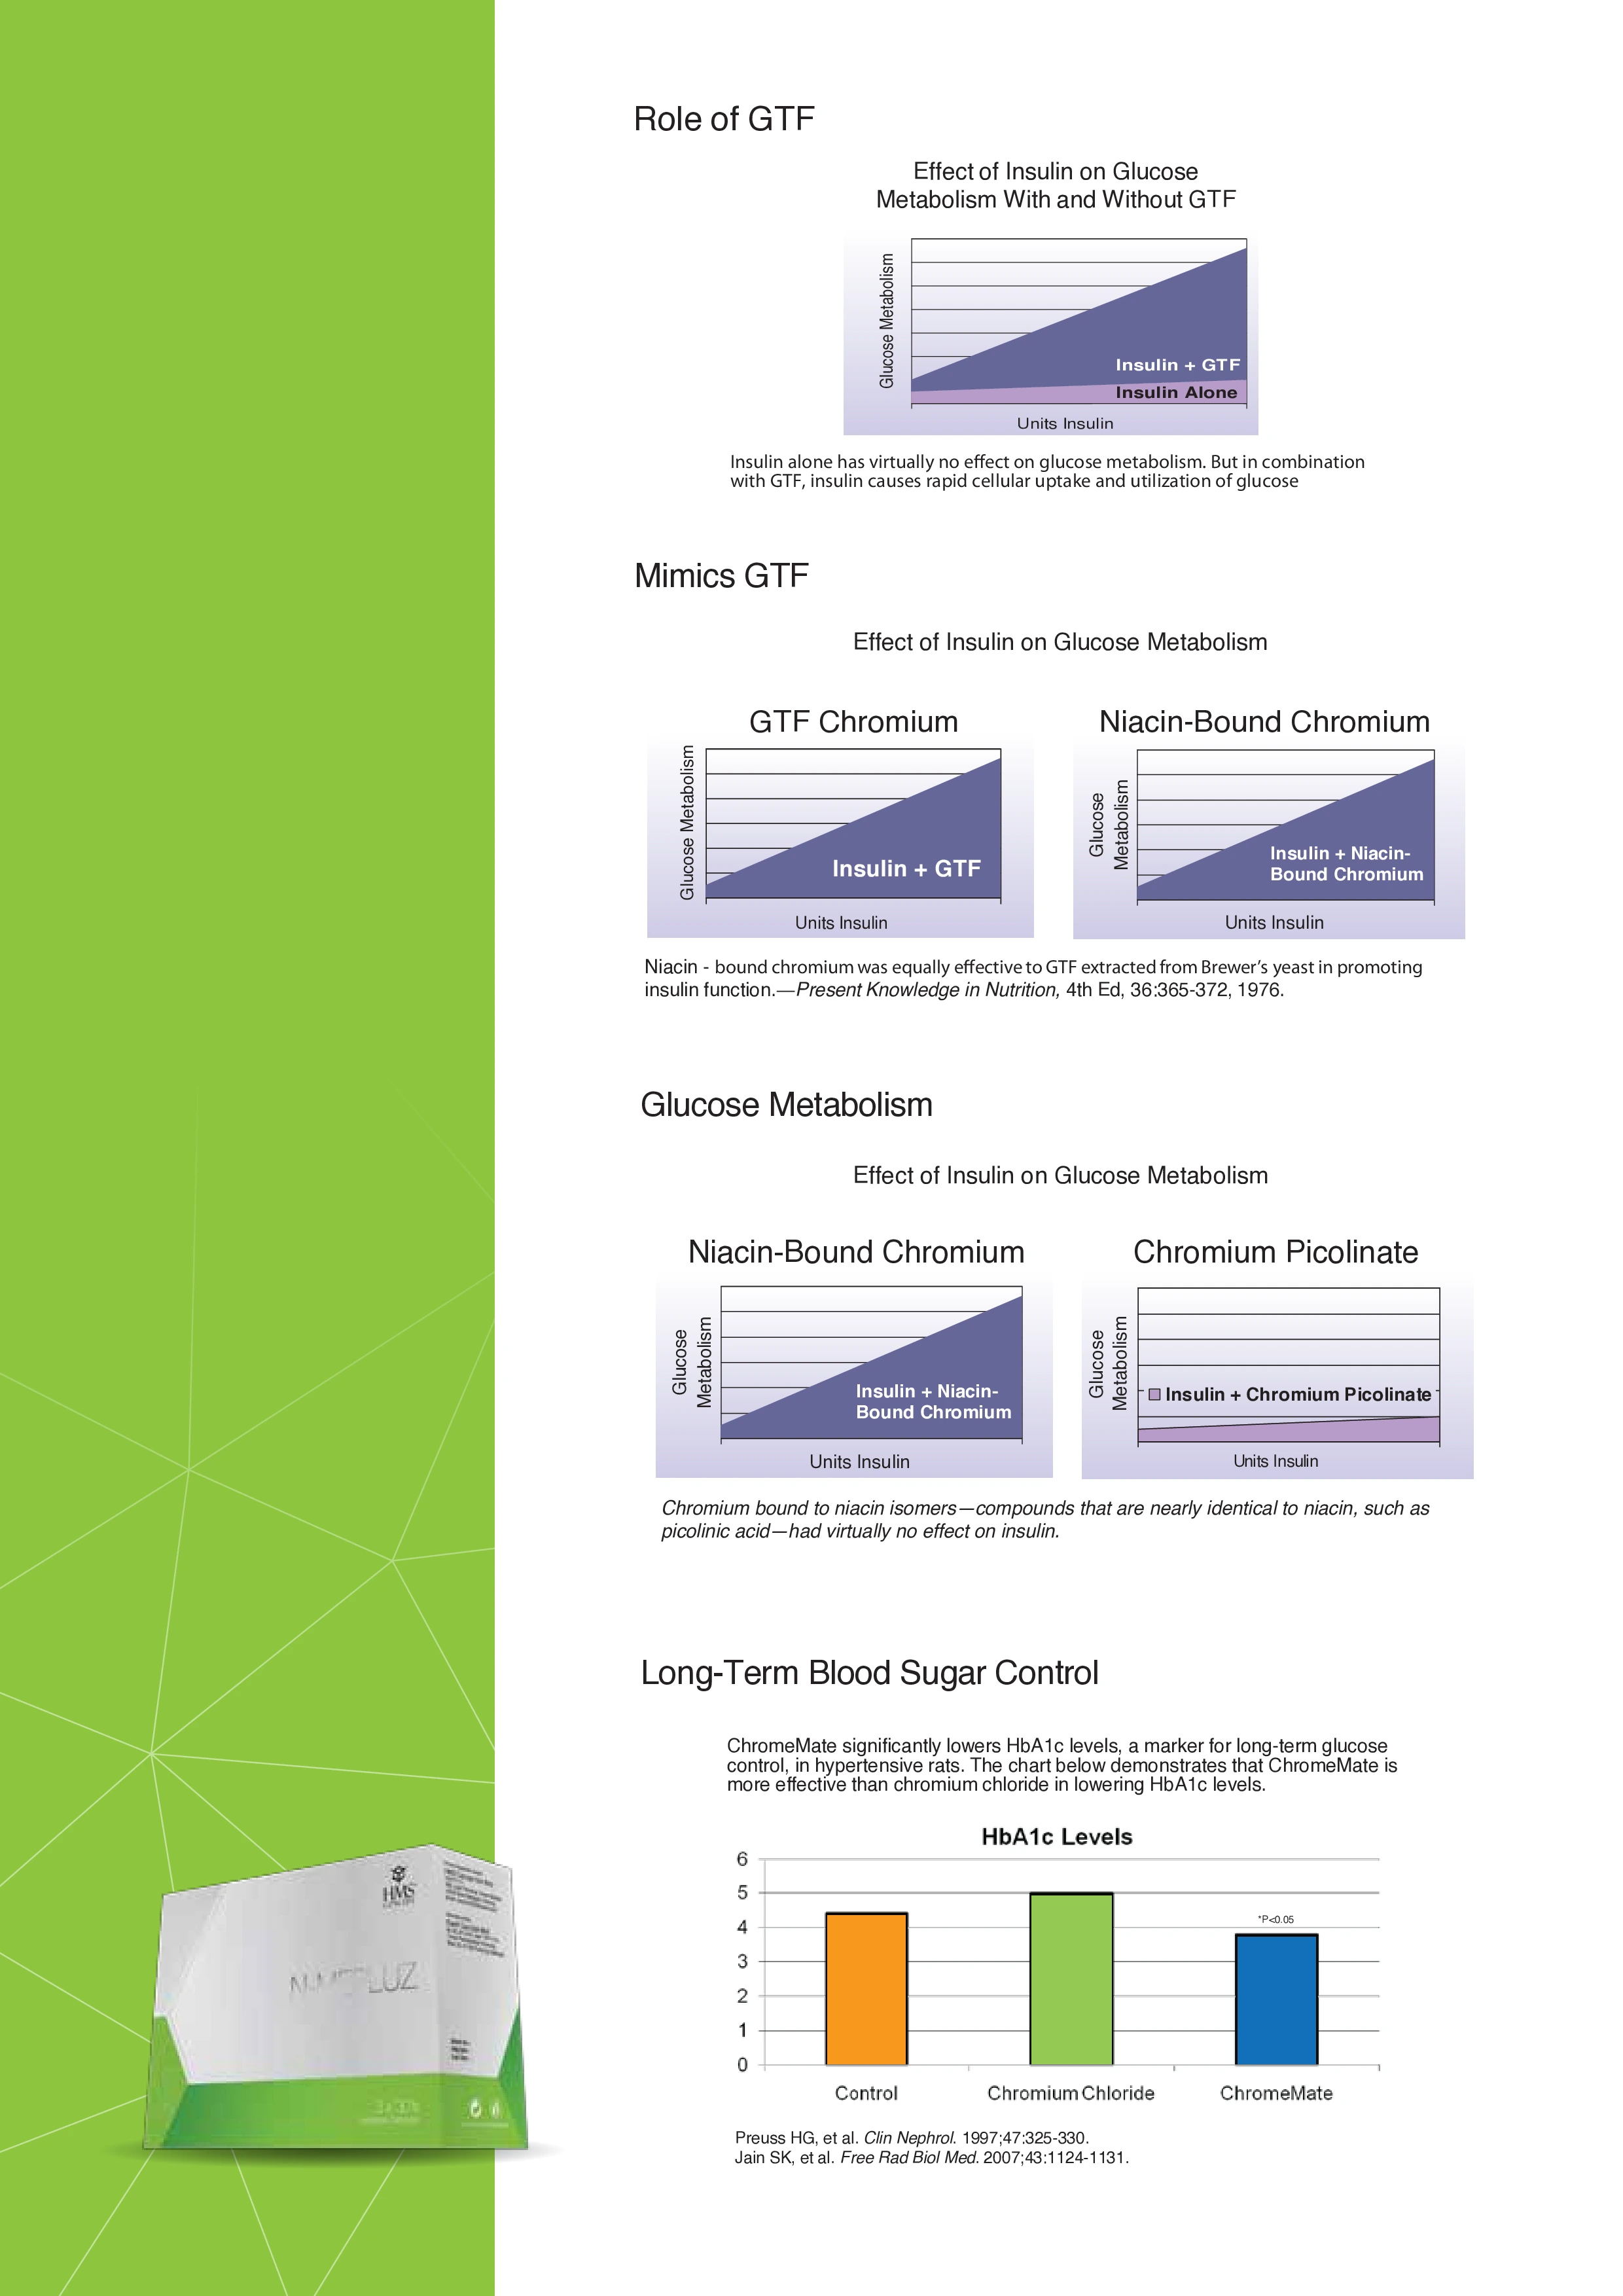 Role of GTF
Effect of Insulin on Glucose
Metabolism With and Without GTF
Glucose Metabolism
Insulin + GTF
Insulin Alone
Units Insulin
Insulin alone has virtually no effect on glucose metabolism. But in combination
with GTF, insulin causes rapid cellular uptake and utilization of glucose
Mimics GTF
Effect of Insulin on Glucose Metabolism
GTF Chromium
Glucose Metabolism
Insulin + GTF
Units Insulin
Niacin-Bound Chromium
Glucose
Metabolism
Insulin + Niacin-
Bound Chromium
Units Insulin
Niacin - bound chromium was equally effective to GTF extracted from Brewer’s yeast in promoting
insulin function.—Present Knowledge in Nutrition, 4th Ed, 36:365-372, 1976.
Glucose Metabolism
Effect of Insulin on Glucose Metabolism
Niacin-Bound Chromium
Glucose
Metabolism
Insulin + Niacin-
Bound Chromium
Units Insulin
Chromium Picolinate
Glucose
Metabolism
Insulin + Chromium Picolinate
Units Insulin
Chromium bound to niacin isomers—compounds that are nearly identical to niacin, such as
picolinic acid—had virtually no effect on insulin.
Long-Term Blood Sugar Control
ChromeMate significantly lowers HbA1c levels, a marker for long-term glucose
control, in hypertensive rats. The chart below demonstrates that ChromeMate is
more effective than chromium chloride in lowering HbA1c levels.
HbA1c Levels
6
5
4
3
2
1
0
*P<0.05
Control
Chromium Chloride
ChromeMate
Preuss HG, et al. Clin Nephrol. 1997;47:325-330.
Jain SK, et al. Free Rad Biol Med. 2007;43:1124-1131.
HMS